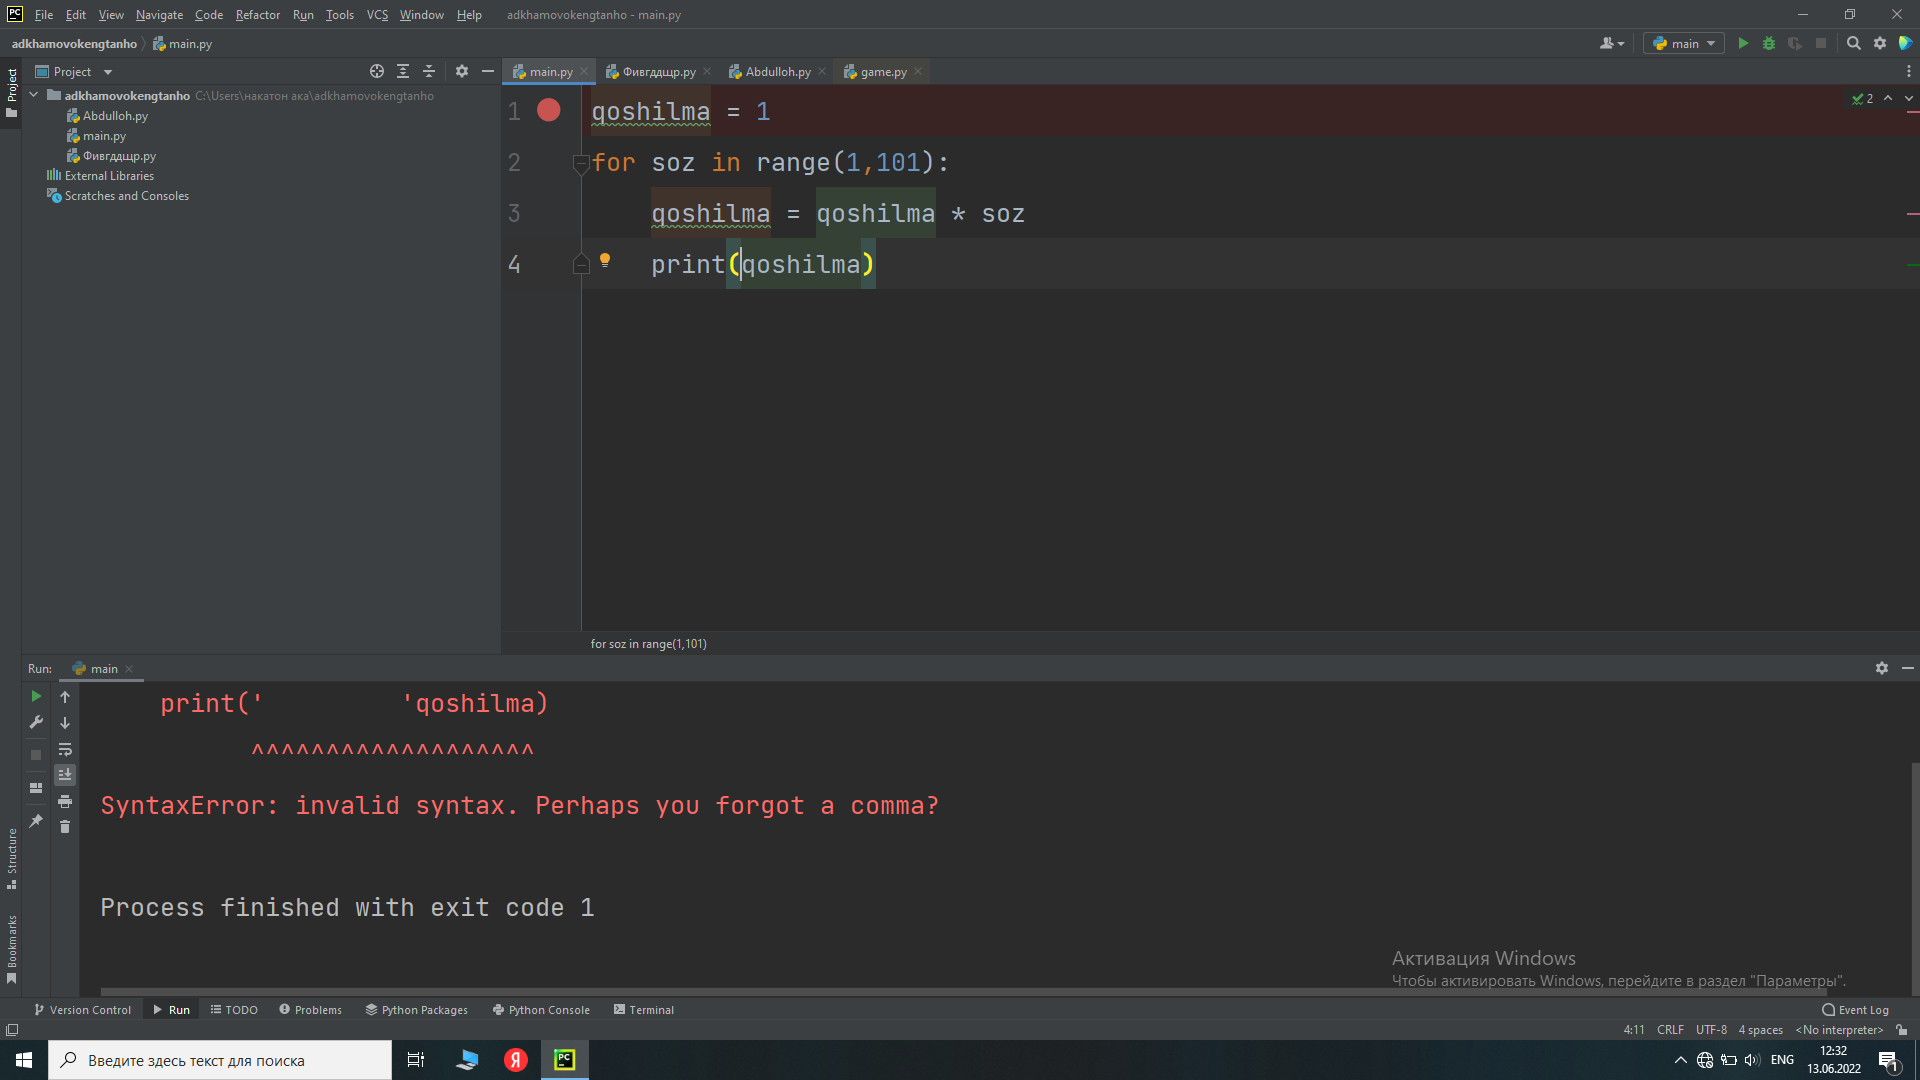 PC File Edit View Navigate Code Refactor Run Tools VCS Window Help adkhamovokengtanho - main.py
adkhamovokengtanho main.py main
Project main.py Фивгддщр.py Abdulloh.py game.py
Project
adkhamovokengtanho C:\Users\накатон ака\adkhamovokengtanho
Abdulloh.py
main.py
Фивгддщр.py
External Libraries
Scratches and Consoles
2
1 qoshilma = 1
2 for soz in range(1,101):
3 qoshilma = qoshilma * soz
4 print(qoshilma)
for soz in range(1,101)
Run: main
print(' 'qoshilma)
^^^^^^^^^^^^^^^^^^^
SyntaxError: invalid syntax. Perhaps you forgot a comma?
Process finished with exit code 1
Structure
Bookmarks
Активация Windows
Чтобы активировать Windows, перейдите в раздел "Параметры".
Version Control Run TODO Problems Python Packages Python Console Terminal Event Log
4:11 CRLF UTF-8 4 spaces <No interpreter>
Введите здесь текст для поиска Я PC ENG 12:32
13.06.2022 1